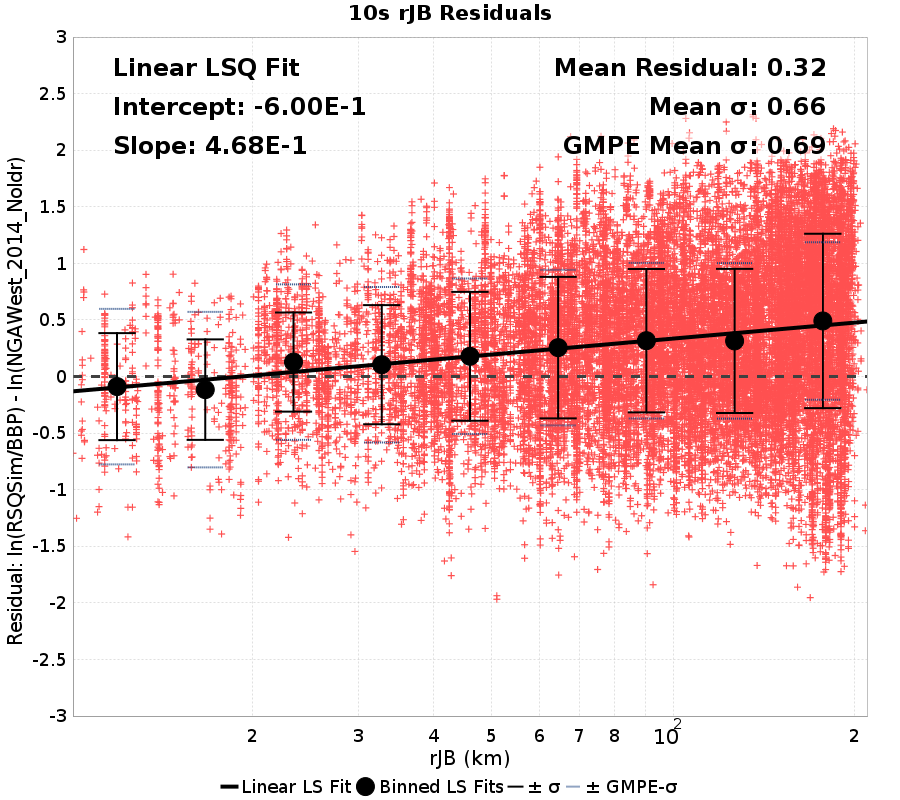 10s rJB Residuals
Linear LSQ Fit
Intercept: -6.00E-1
Slope: 4.68E-1
Mean Residual: 0.32
Mean σ: 0.66
GMPE Mean σ: 0.69
Residual: ln(RSQSim/BBP) - ln(NGAWest_2014_NoIdr)
3
2.5
2
1.5
1
0.5
0
-0.5
-1
-1.5
-2
-2.5
-3
2 3 4 5 6 7 8 10² 2
rJB (km)
Linear LS Fit Binned LS Fits ± σ ± GMPE-σ